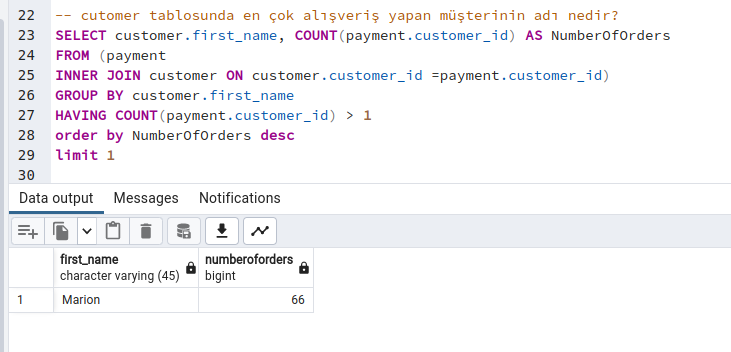 22 -- cutomer tablosunda en çok alışveriş yapan müşterinin adı nedir?
23 SELECT customer.first_name, COUNT(payment.customer_id) AS NumberOfOrders
24 FROM (payment
25 INNER JOIN customer ON customer.customer_id =payment.customer_id)
26 GROUP BY customer.first_name
27 HAVING COUNT(payment.customer_id) > 1
28 order by NumberOfOrders desc
29 limit 1
30
Data output Messages Notifications
first_name numberoforders
character varying (45) bigint
1 Marion 66